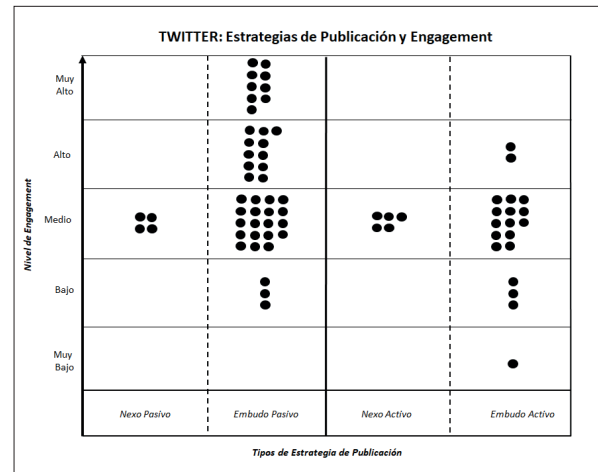 TWITTER: Estrategias de Publicación y Engagement
Nivel de Engagement
Muy
Alto
Alto
Medio
Bajo
Muy
Bajo
Nexo Pasivo
Embudo Pasivo
Nexo Activo
Embudo Activo
Tipos de Estrategia de Publicación